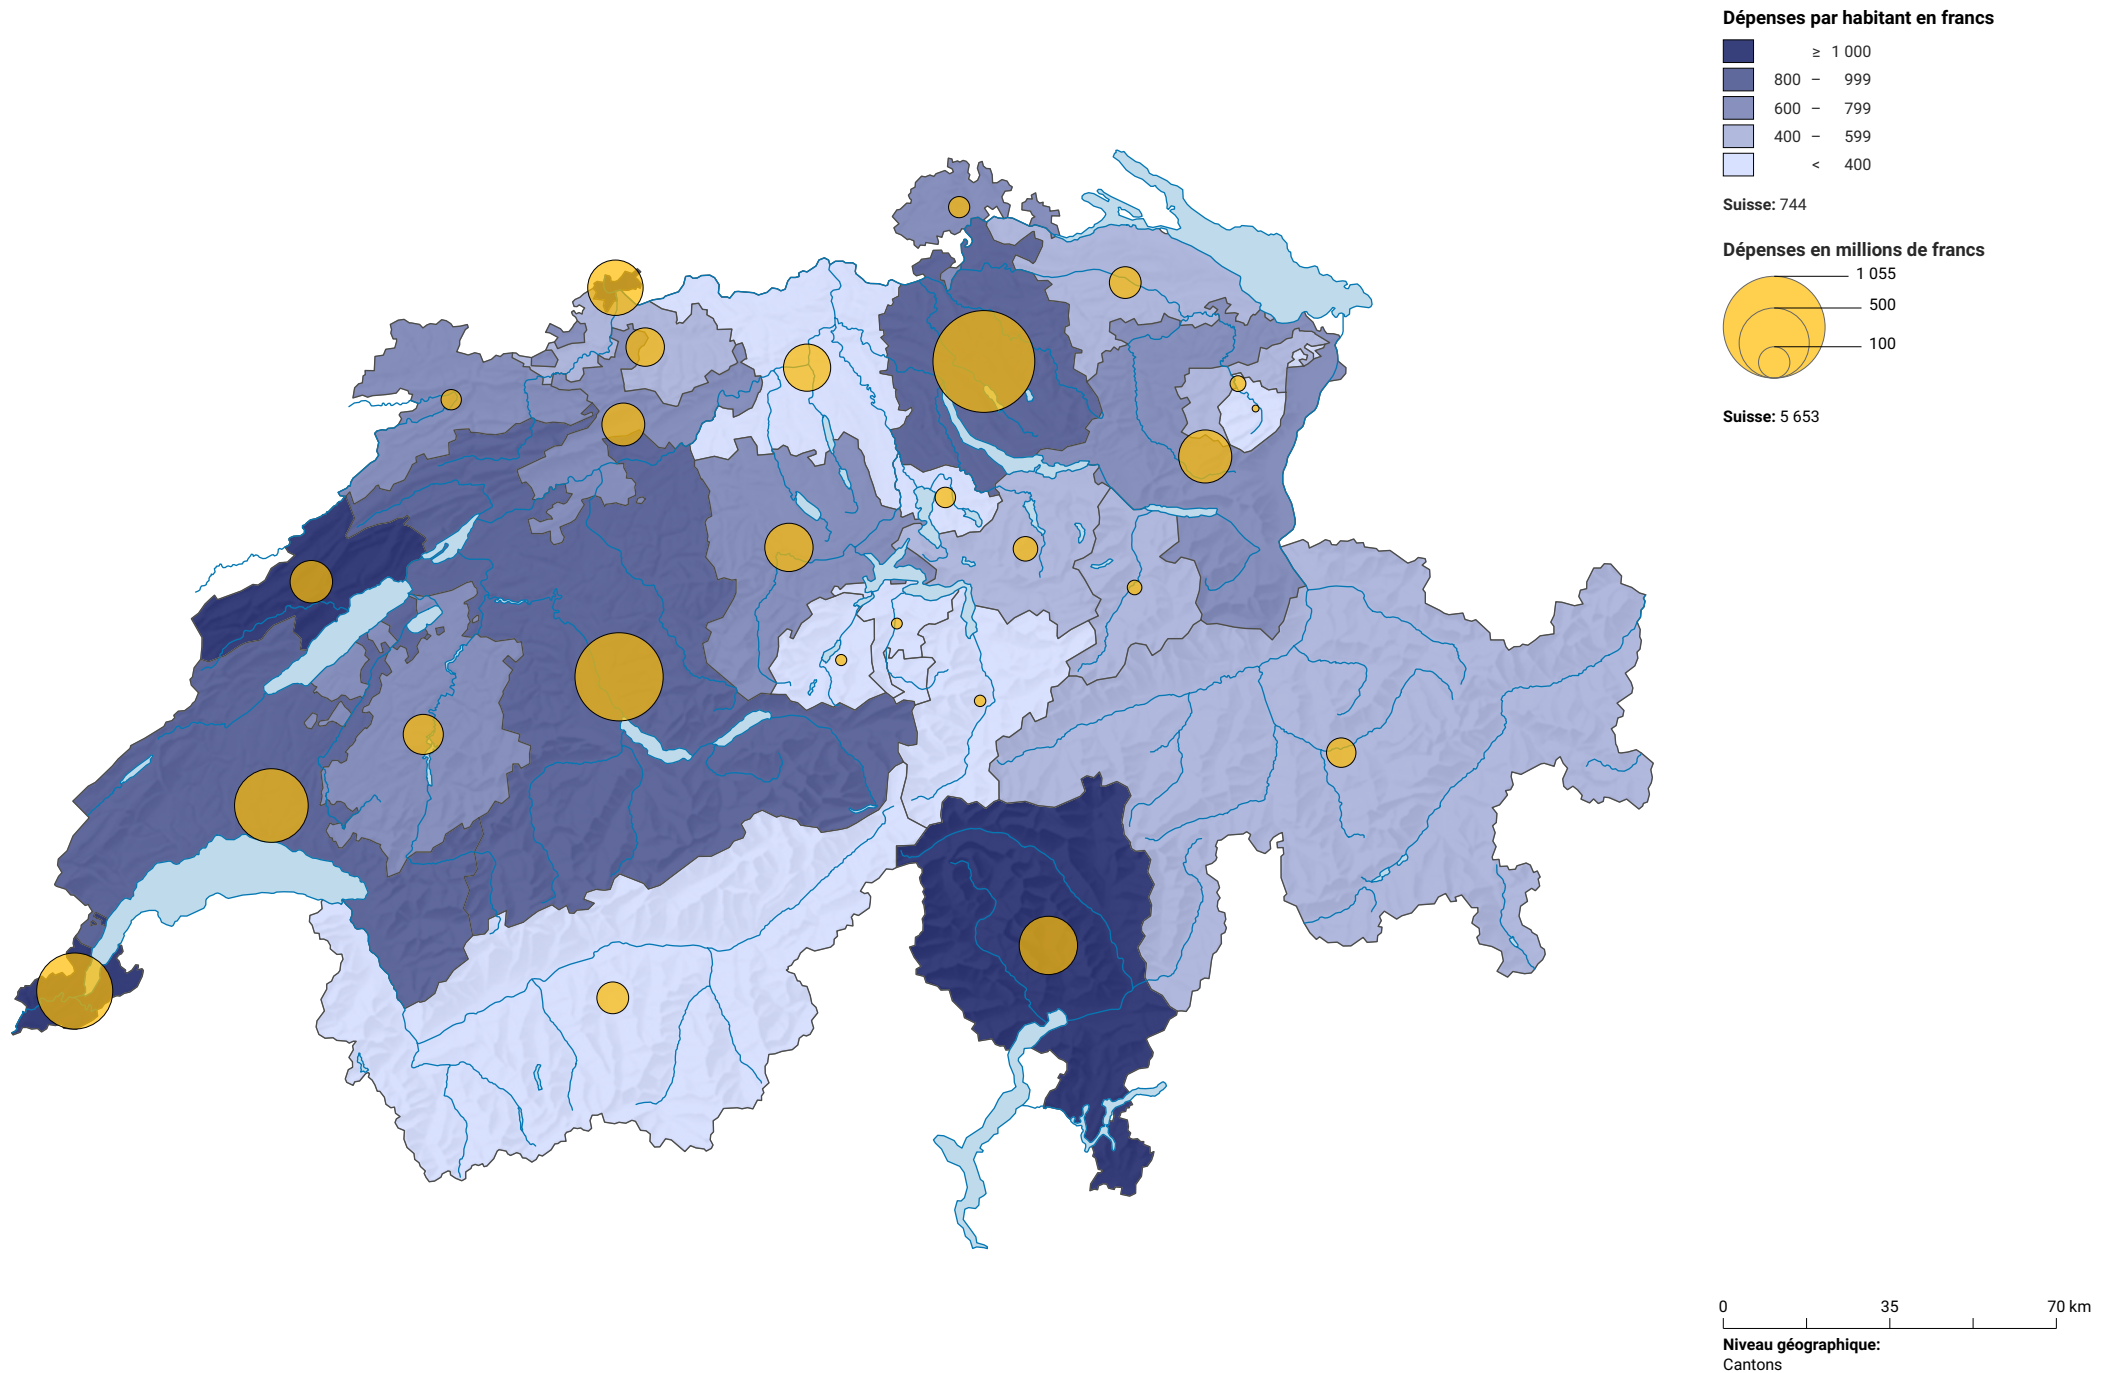 Dépenses par habitant en francs
≥ 1 000
800 – 999
600 – 799
400 – 599
< 400
Suisse: 744
Dépenses en millions de francs
1 055
500
100
Suisse: 5 653
0 35 70 km
Niveau géographique:
Cantons